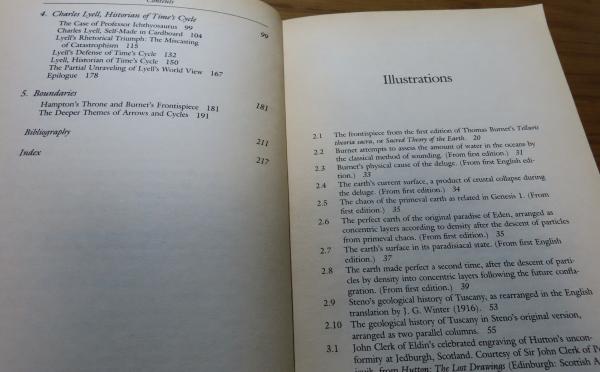 Contents
4. Charles Lyell, Historian of Time's Cycle 99
The Case of Professor Ichthyosaurus 99
Charles Lyell, Self-Made in Cardboard 104
Lyell's Rhetorical Triumph: The Miscasting
of Catastrophism 115
Lyell's Defense of Time's Cycle 132
Lyell, Historian of Time's Cycle 150
The Partial Unraveling of Lyell's World View 167
Epilogue 178
5. Boundaries 181
Hampton's Throne and Burnet's Frontispiece 181
The Deeper Themes of Arrows and Cycles 191
Bibliography 211
Index 217
Illustrations
2.1 The frontispiece from the first edition of Thomas Burnet's Telluris
theoria sacra, or Sacred Theory of the Earth. 20
2.2 Burnet attempts to assess the amount of water in the oceans by
the classical method of sounding. (From first edition.) 31
2.3 Burnet's physical cause of the deluge. (From first English edi-
tion.) 33
2.4 The earth's current surface, a product of crustal collapse during
the deluge. (From first edition.) 34
2.5 The chaos of the primeval earth as related in Genesis 1. (From
first edition.) 35
2.6 The perfect earth of the original paradise of Eden, arranged as
concentric layers according to density after the descent of particles
from primeval chaos. (From first edition.) 35
2.7 The earth's surface in its paradisiacal state. (From first English
edition.) 37
2.8 The earth made perfect a second time, after the descent of parti-
cles by density into concentric layers following the future confla-
gration. (From first edition.) 39
2.9 Steno's geological history of Tuscany, as rearranged in the English
translation by J. G. Winter (1916). 53
2.10 The geological history of Tuscany in Steno's original version,
arranged as two parallel columns. 55
3.1 John Clerk of Eldin's celebrated engraving of Hutton's uncon-
formity at Jedburgh, Scotland. Courtesy of Sir John Clerk of
from Hutton: The Lost Drawings (Edinburgh: Scottish A